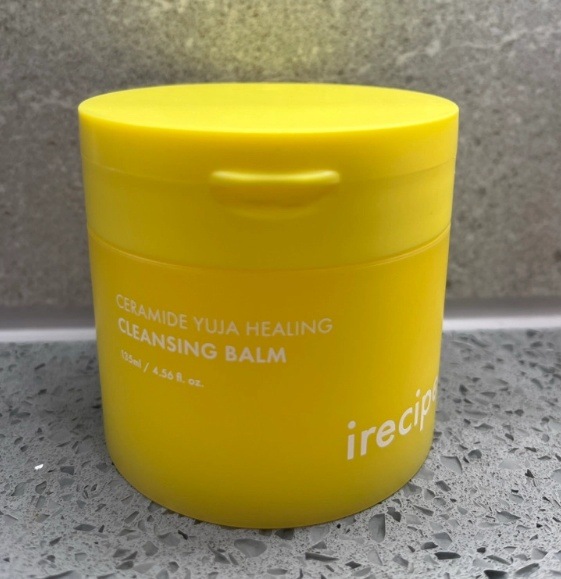 CERAMIDE YUJA HEALING
CLEANSING BALM
135ml / 4.56 fl. oz.
irecip